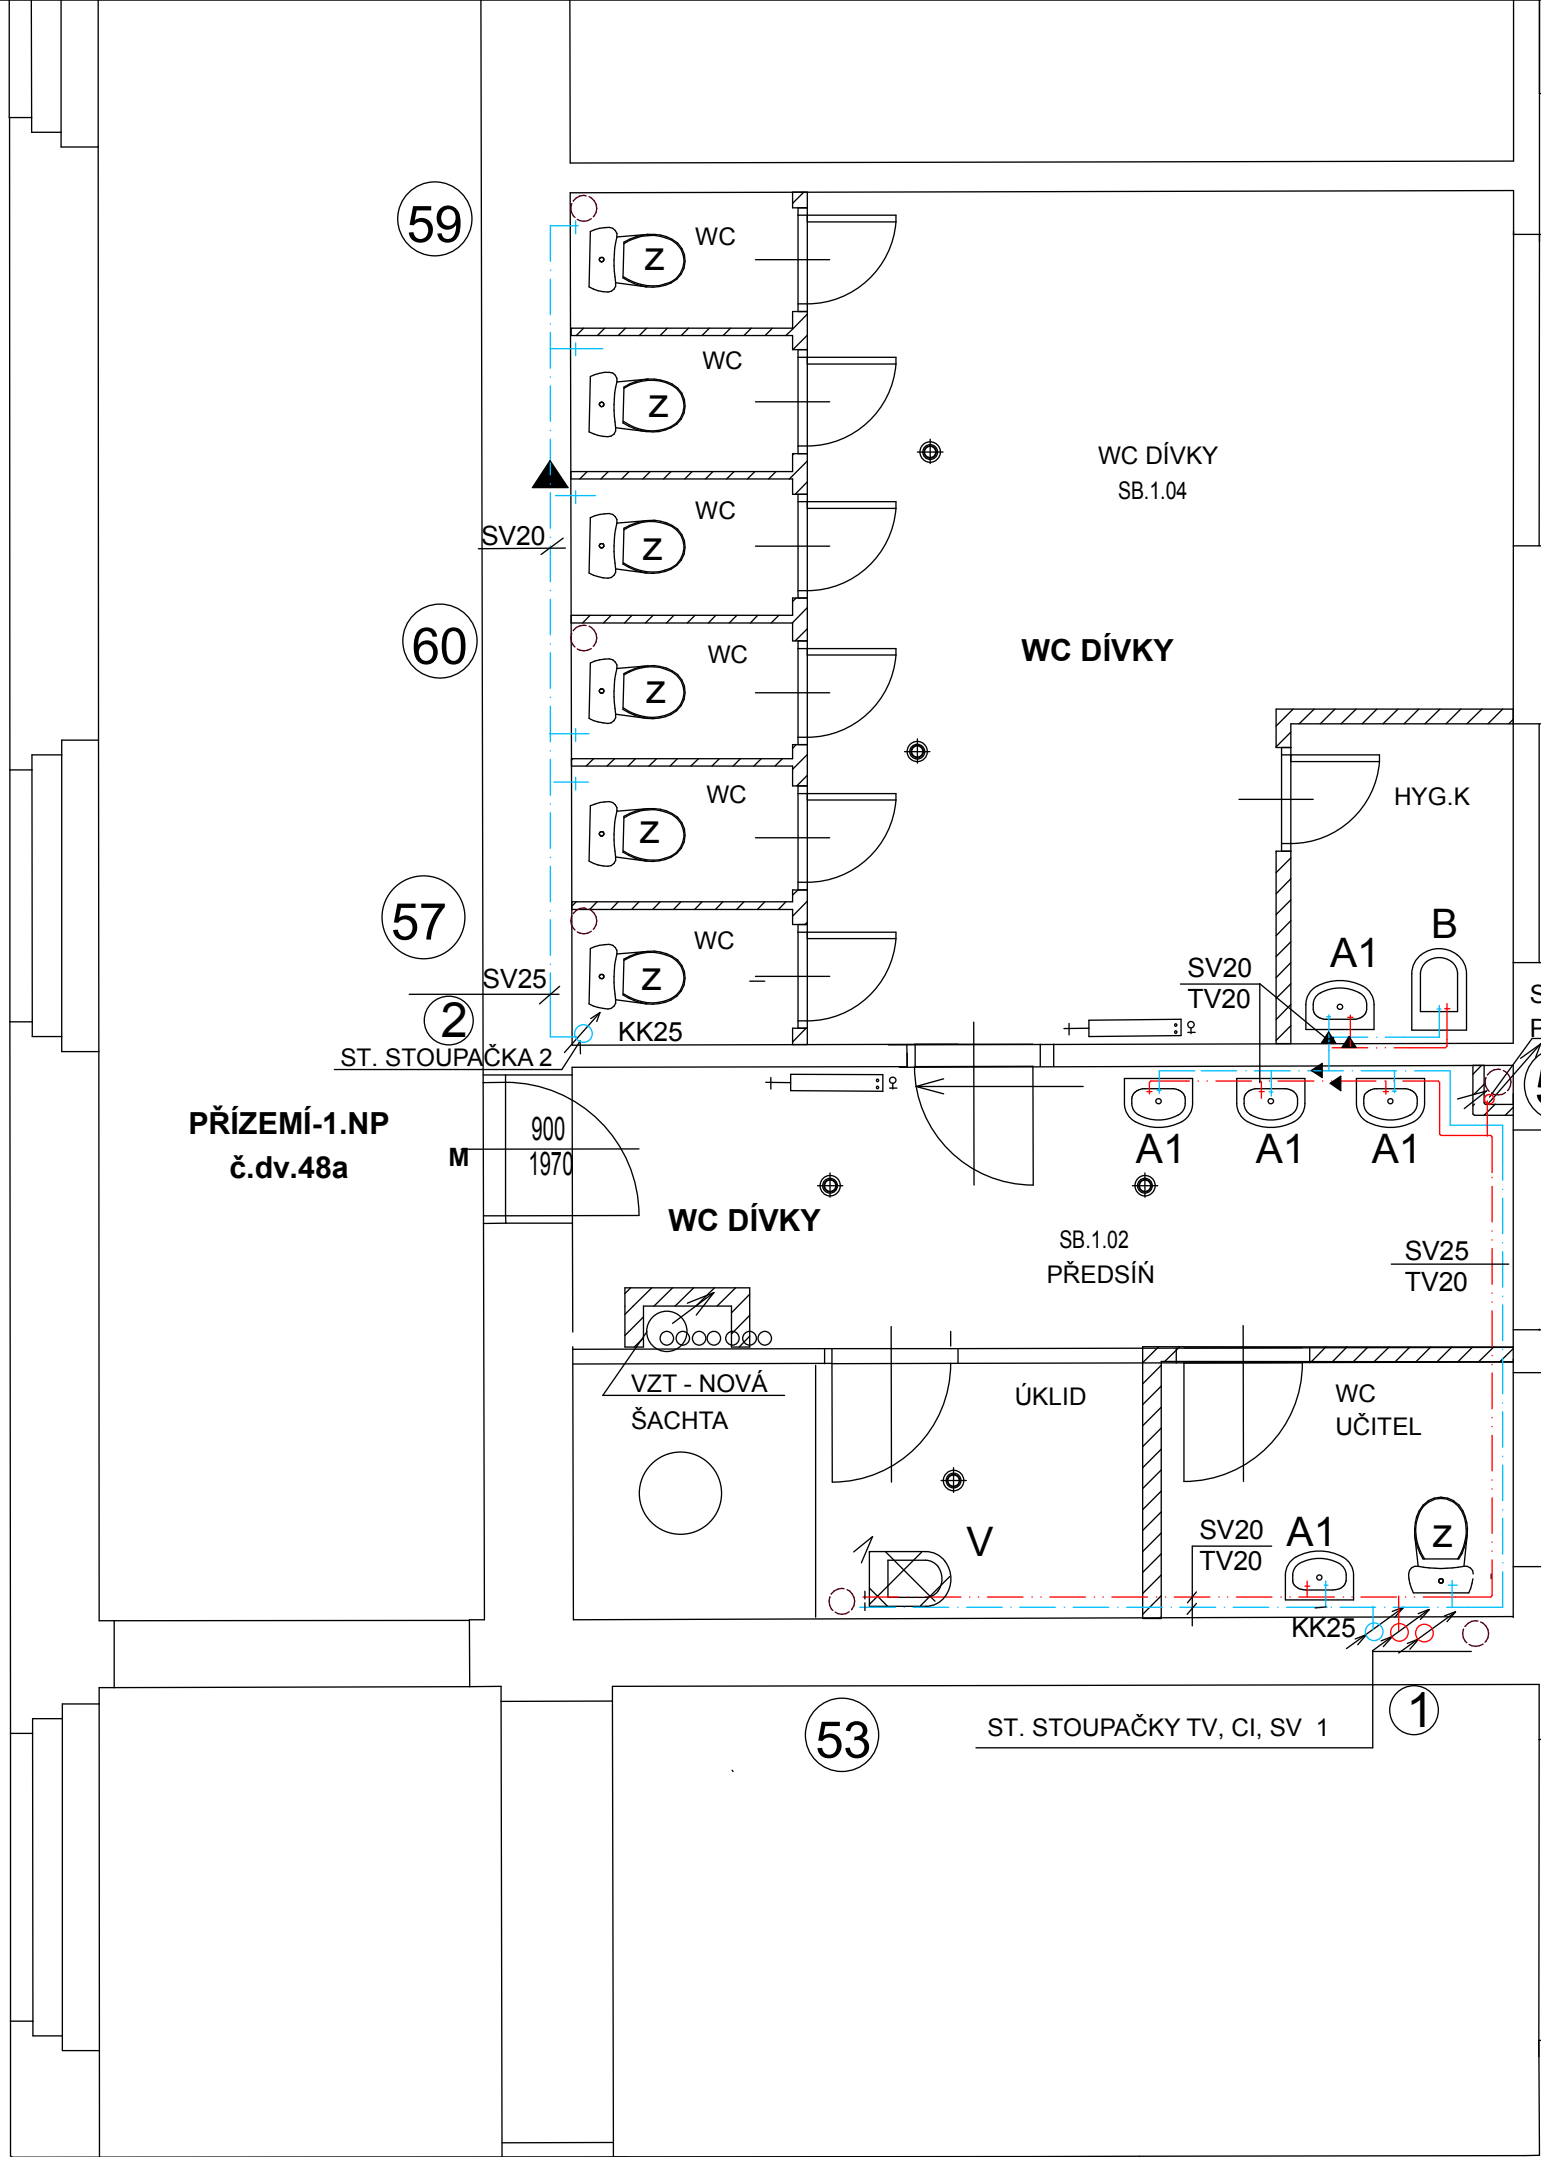 59
WC
Z
WC
Z
WC DÍVKY
SB.1.04
WC
SV20
Z
60
WC
WC DÍVKY
Z
WC
HYG.K
Z
57
B
WC
A1
SV20
TV20
SV25
Z
2
KK25
ST. STOUPAČKA 2
S
P
5
PŘÍZEMÍ-1.NP
č.dv.48a
M
900
1970
A1
A1
A1
WC DÍVKY
SB.1.02
PŘEDSÍŃ
SV25
TV20
VZT - NOVÁ
ŠACHTA
ÚKLID
WC
UČITEL
V
SV20
TV20
A1
Z
KK25
53
ST. STOUPAČKY TV, CI, SV 1
1